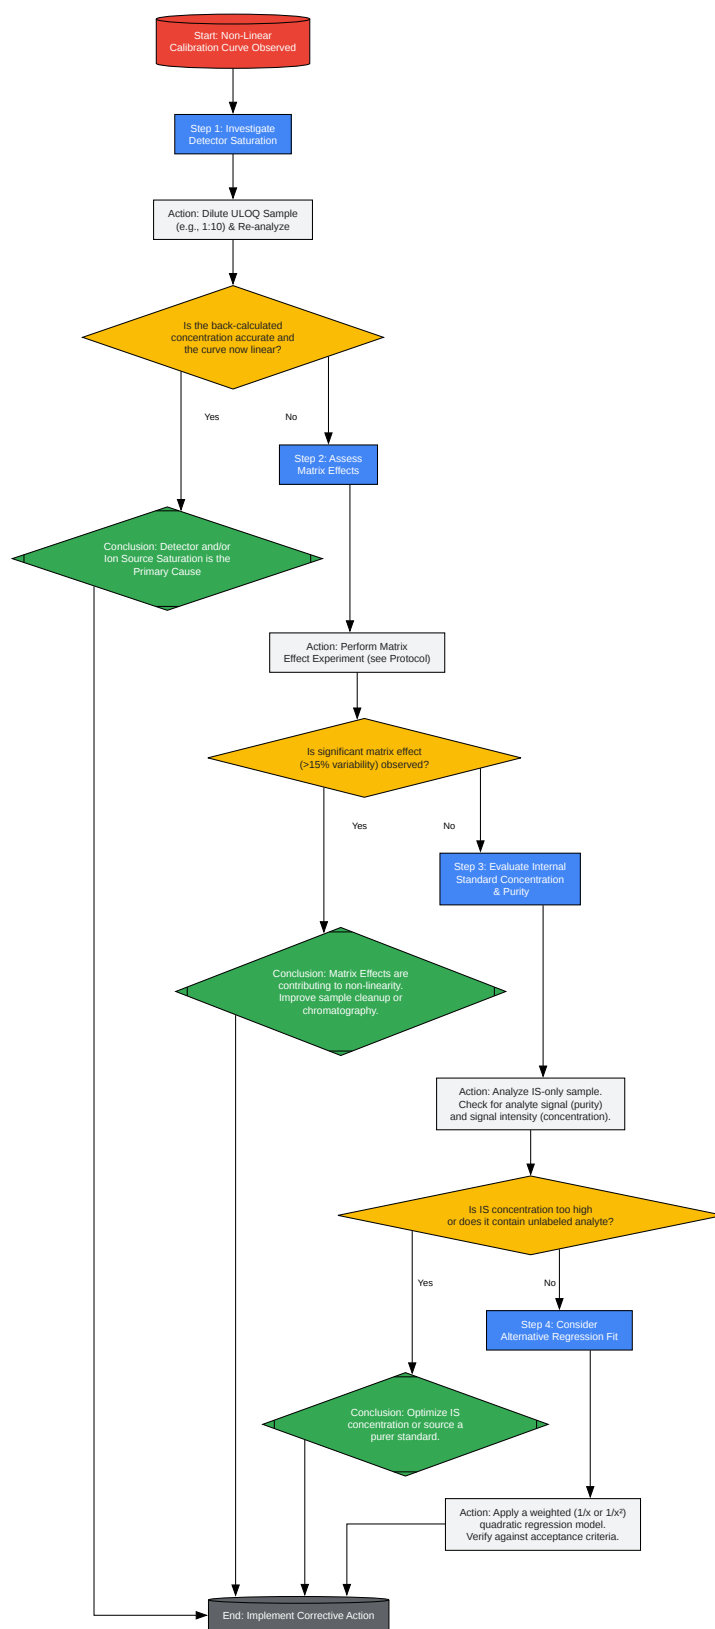 Start: Non-Linear
Calibration Curve Observed
Step 1: Investigate
Detector Saturation
Action: Dilute ULOQ Sample
(e.g., 1:10) & Re-analyze
Is the back-calculated
concentration accurate and
the curve now linear?
Yes
No
Step 2: Assess
Matrix Effects
Conclusion: Detector and/or
Ion Source Saturation is the
Primary Cause
Action: Perform Matrix
Effect Experiment (see Protocol)
Is significant matrix effect
(>15% variability) observed?
Yes
No
Step 3: Evaluate Internal
Standard Concentration
& Purity
Conclusion: Matrix Effects are
contributing to non-linearity.
Improve sample cleanup or
chromatography.
Action: Analyze IS-only sample.
Check for analyte signal (purity)
and signal intensity (concentration).
Is IS concentration too high
or does it contain unlabeled analyte?
Yes
No
Step 4: Consider
Alternative Regression Fit
Conclusion: Optimize IS
concentration or source a
purer standard.
Action: Apply a weighted (1/x or 1/x²)
quadratic regression model.
Verify against acceptance criteria.
End: Implement Corrective Action